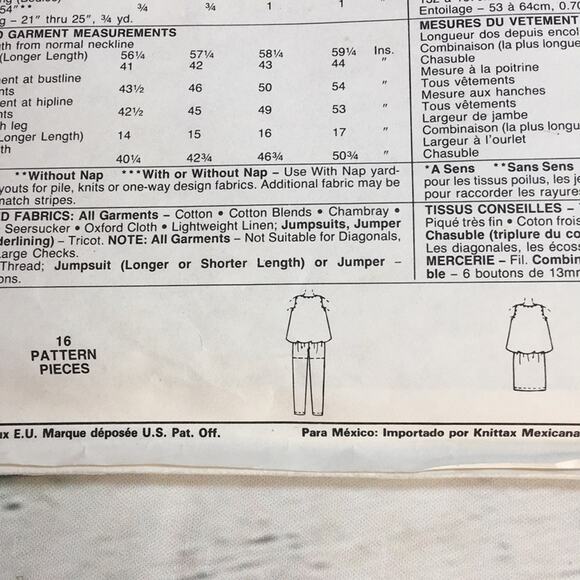 54"** ¾ ¾ 1 1 "
g – 21" thru 25", ¾ yd.
GARMENT MEASUREMENTS
from normal neckline
(Longer Length) 56¼ 57¼ 58¼ 59¼ Ins.
41 42 43 44 "
at bustline
43½ 46 50 54 "
at hipline
42½ 45 49 53 "
leg
Longer Length) 14 15 16 17 "
40¼ 42¾ 46¾ 50¾ "
**Without Nap ***With or Without Nap – Use With Nap yard-
youts for pile, knits or one-way design fabrics. Additional fabric may be
match stripes.
D FABRICS: All Garments – Cotton • Cotton Blends • Chambray •
Seersucker • Oxford Cloth • Lightweight Linen; Jumpsuits, Jumper
derlining) – Tricot. NOTE: All Garments – Not Suitable for Diagonals,
arge Checks.
Thread; Jumpsuit (Longer or Shorter Length) or Jumper –
ons.
Entoilage – 53 à 64cm, 0.70
MESURES DU VETEMENT
Longueur dos depuis encol
Combinaison (la plus longu
Chasuble
Mesure à la poitrine
Tous vêtements
Mesure aux hanches
Tous vêtements
Largeur de jambe
Combinaison (la plus longu
Largeur à l'ourlet
Chasuble
*A Sens **Sans Sens
pour les tissus poilus, les je
pour raccorder les rayures
TISSUS CONSEILLES –
Piqué très fin • Coton frois
Chasuble (triplure du co
Les diagonales, les écoss
MERCERIE – Fil. Combin
ble – 6 boutons de 13mm
16
PATTERN
PIECES
ux E.U. Marque déposée U.S. Pat. Off. Para México: Importado por Knittax Mexicana